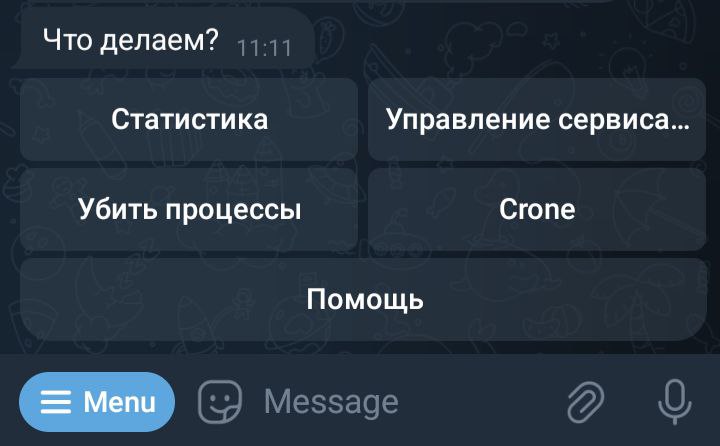 Что делаем? 11:11
Статистика
Управление сервиса...
Убить процессы
Crone
Помощь
Menu
Message